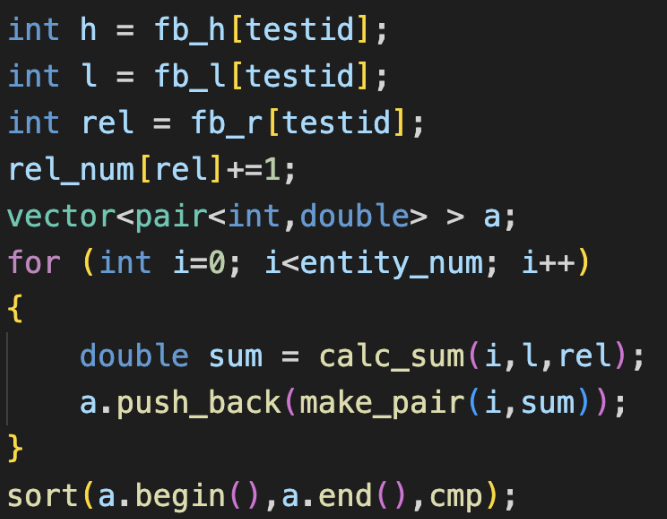 int h = fb_h[testid];
int l = fb_l[testid];
int rel = fb_r[testid];
rel_num[rel]+=1;
vector<pair<int,double> > a;
for (int i=0; i<entity_num; i++)
{
    double sum = calc_sum(i,l,rel);
    a.push_back(make_pair(i,sum));
}
sort(a.begin(),a.end(),cmp);